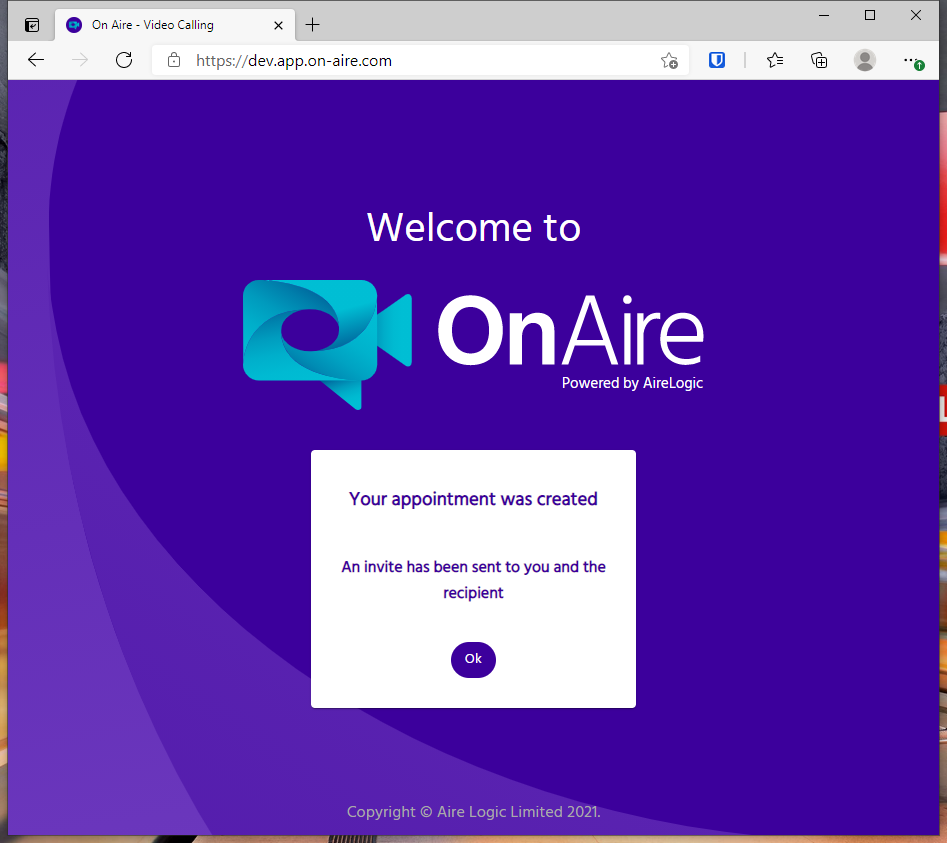 On Aire - Video Calling
https://dev.app.on-aire.com
Welcome to
OnAire
Powered by AireLogic
Your appointment was created
An invite has been sent to you and the
recipient
Ok
Copyright © Aire Logic Limited 2021.